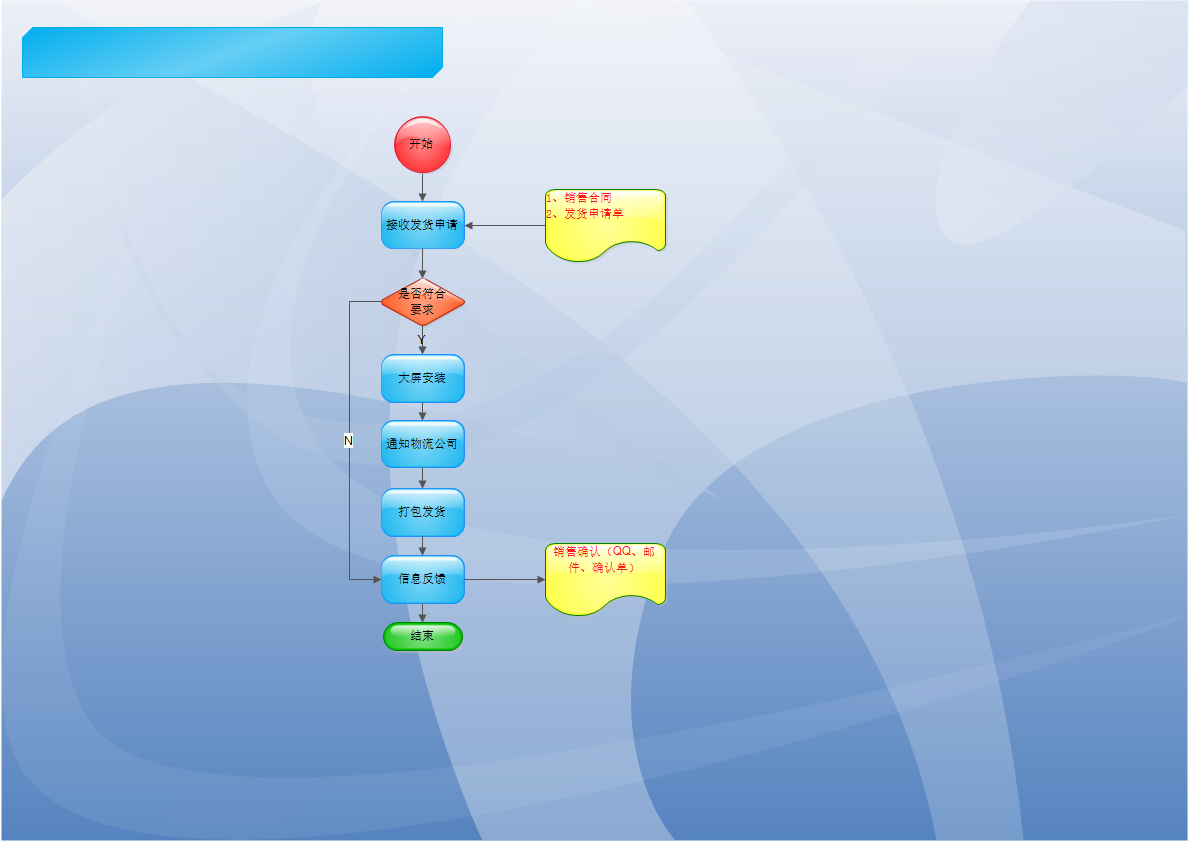 开始
接收发货申请
1、销售合同
2、发货申请单
是否符合
要求
Y
大屏安装
N
通知物流公司
打包发货
信息反馈
销售确认（QQ、邮
件、确认单）
结束